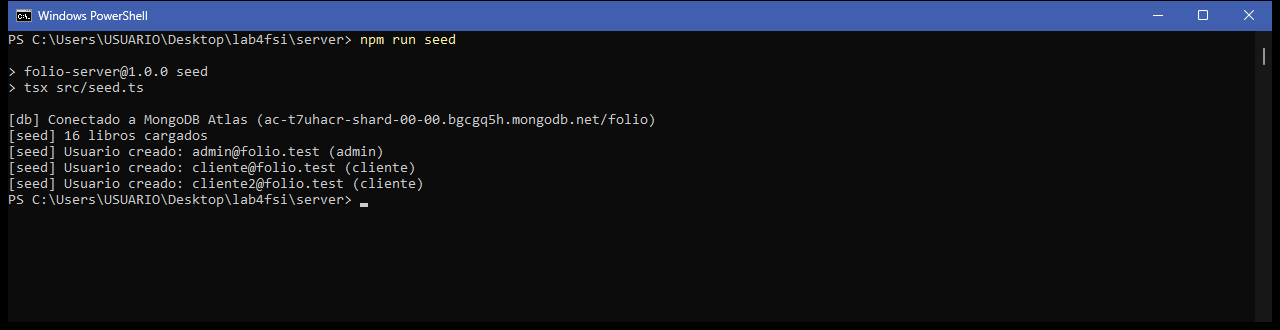 Windows PowerShell
PS C:\Users\USUARIO\Desktop\lab4fsi\server> npm run seed
> folio-server@1.0.0 seed
> tsx src/seed.ts
[db] Conectado a MongoDB Atlas (ac-t7uhacr-shard-00-00.bgcgq5h.mongodb.net/folio)
[seed] 16 libros cargados
[seed] Usuario creado: admin@folio.test (admin)
[seed] Usuario creado: cliente@folio.test (cliente)
[seed] Usuario creado: cliente2@folio.test (cliente)
PS C:\Users\USUARIO\Desktop\lab4fsi\server>